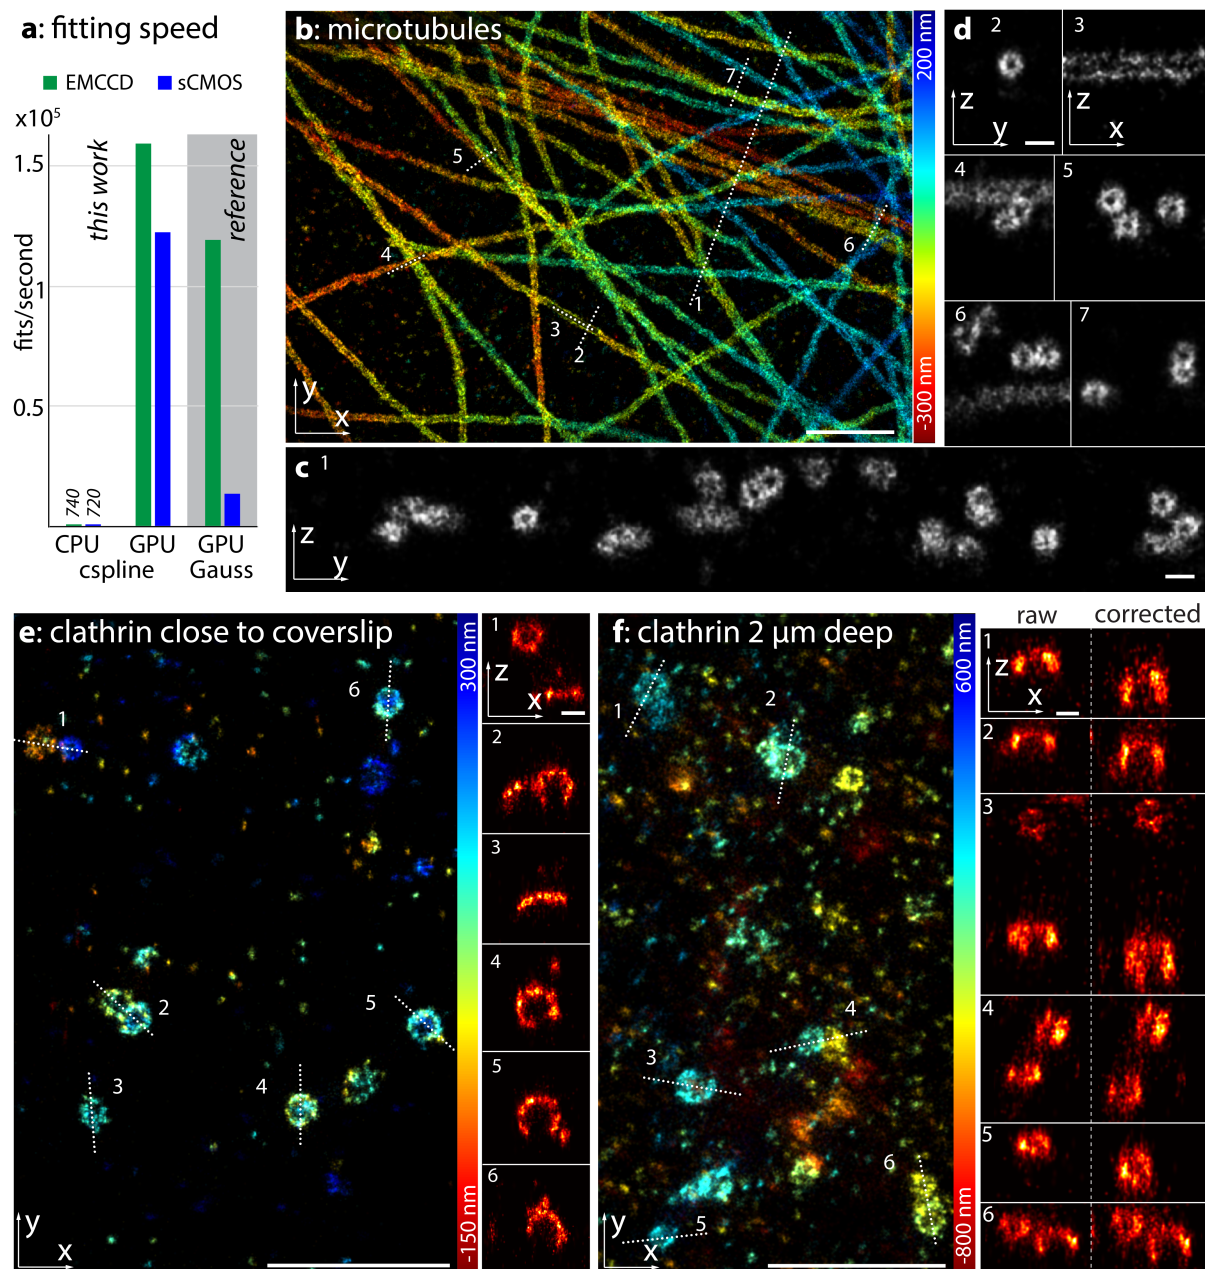 a: fitting speed
EMCCD sCMOS
x10⁵
1.5
1
0.5
fits/second
this work
reference
740
720
CPU GPU GPU
cspline Gauss
b: microtubules
7
5
4
6
1
3
2
y
x
200 nm
-300 nm
d
2
3
z
y
z
x
4
5
6
7
c
1
z
y
e: clathrin close to coverslip
6
1
2
5
3
4
y
x
300 nm
-150 nm
1
z
x
2
3
4
5
6
f: clathrin 2 µm deep
1
2
4
3
6
5
y
x
600 nm
-800 nm
raw corrected
1
z
x
2
3
4
5
6